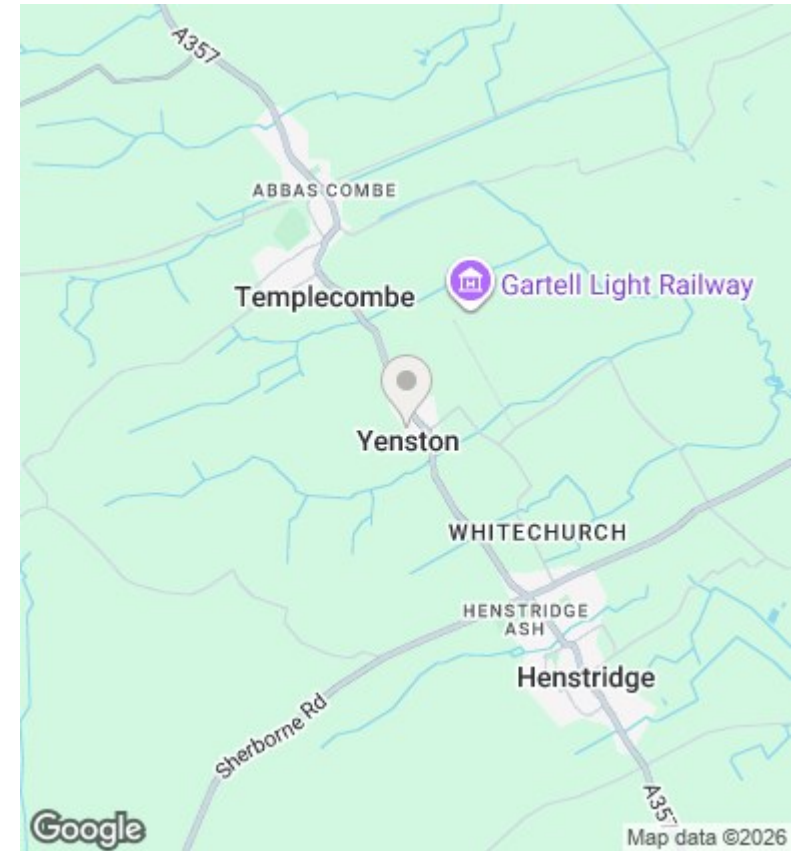 A357
ABBAS COMBE
Gartell Light Railway
Templecombe
Yenston
WHITECHURCH
HENSTRIDGE
ASH
Henstridge
Sherborne Rd
A357
Google
Map data ©2026